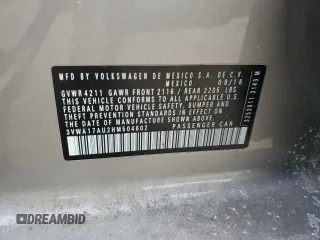 MFD BY VOLKSWAGEN DE MEXICO S.A. DE C.V.
MEXICO 08/16
GVWR 4211 GAWR FRONT 2116 / REAR 2205 LBS
THIS VEHICLE CONFORMS TO ALL APPLICABLE
FEDERAL MOTOR VEHICLE SAFETY, BUMPER AND
THEFT PREVENTION STANDARDS IN EFFECT ON
THE DATE OF MANUFACTURE SHOWN ABOVE
3VWA17AU2HM504602 PASSENGER CAR
DREAMBID